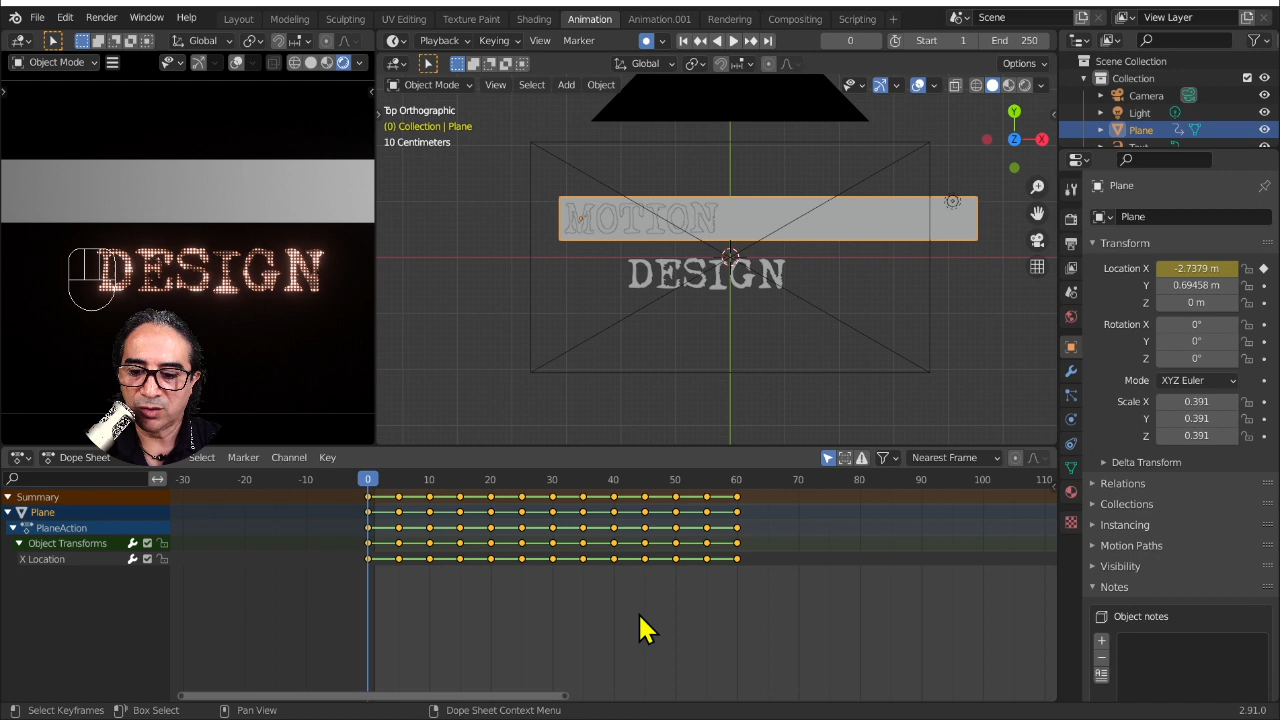 File Edit Render Window Help Layout Modeling Sculpting UV Editing Texture Paint Shading Animation Animation.001 Rendering Compositing Scripting + Scene View Layer
Global Playback Keying View Marker 0 Start 1 End 250
Object Mode Global Options
Object Mode View Select Add Object
Top Orthographic
(0) Collection | Plane
10 Centimeters
Y
Z X
MOTION
DESIGN
DESIGN
Scene Collection
Collection
Camera
Light
Plane
Plane
Plane
Transform
Location X -2.7379 m
Y 0.69458 m
Z 0 m
Rotation X 0°
Y 0°
Z 0°
Mode XYZ Euler
Scale X 0.391
Y 0.391
Z 0.391
Delta Transform
Relations
Collections
Instancing
Motion Paths
Visibility
Notes
Object notes
Dope Sheet Select Marker Channel Key Nearest Frame
-30 -20 -10 0 10 20 30 40 50 60 70 80 90 100 110
Summary
Plane
PlaneAction
Object Transforms
X Location
Select Keyframes Box Select Pan View Dope Sheet Context Menu 2.91.0